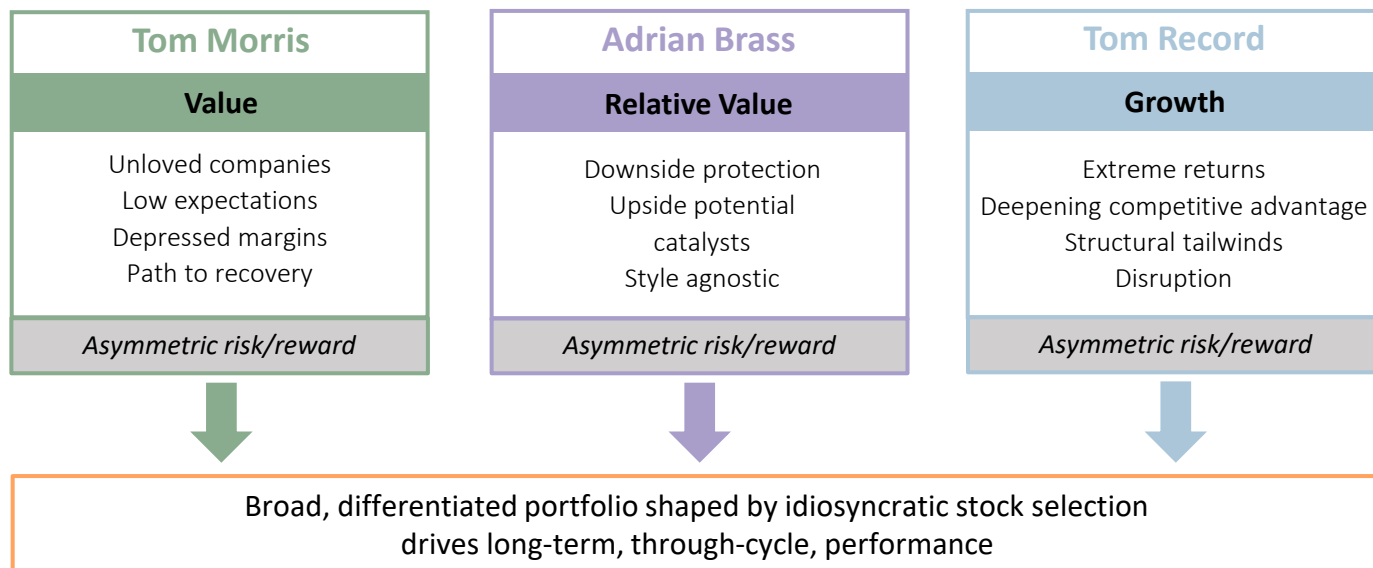 Tom Morris
Value
Unloved companies
Low expectations
Depressed margins
Path to recovery
Asymmetric risk/reward
Adrian Brass
Relative Value
Downside protection
Upside potential
catalysts
Style agnostic
Asymmetric risk/reward
Tom Record
Growth
Extreme returns
Deepening competitive advantage
Structural tailwinds
Disruption
Asymmetric risk/reward
Broad, differentiated portfolio shaped by idiosyncratic stock selection
drives long-term, through-cycle, performance